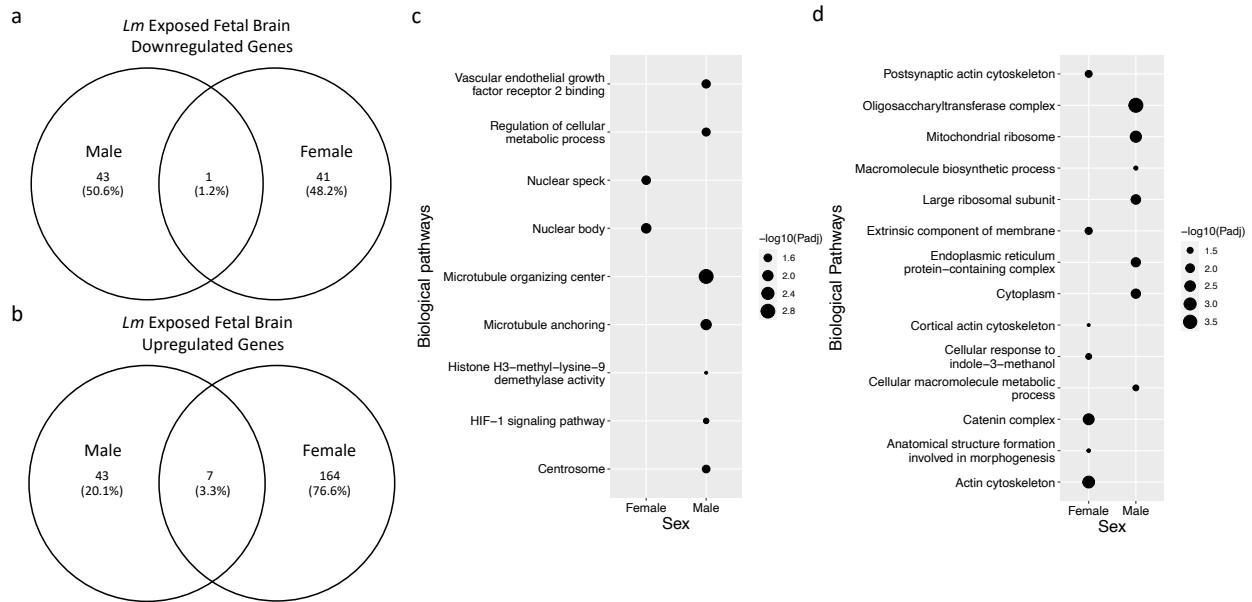 a
Lm Exposed Fetal Brain
Downregulated Genes
Male
43
(50.6%)
1
(1.2%)
Female
41
(48.2%)
b
Lm Exposed Fetal Brain
Upregulated Genes
Male
43
(20.1%)
7
(3.3%)
Female
164
(76.6%)
c
Biological pathways
Vascular endothelial growth
factor receptor 2 binding
Regulation of cellular
metabolic process
Nuclear speck
Nuclear body
Microtubule organizing center
Microtubule anchoring
Histone H3−methyl−lysine−9
demethylase activity
HIF−1 signaling pathway
Centrosome
Female
Male
Sex
−log10(Padj)
1.6
2.0
2.4
2.8
d
Biological Pathways
Postsynaptic actin cytoskeleton
Oligosaccharyltransferase complex
Mitochondrial ribosome
Macromolecule biosynthetic process
Large ribosomal subunit
Extrinsic component of membrane
Endoplasmic reticulum
protein−containing complex
Cytoplasm
Cortical actin cytoskeleton
Cellular response to
indole−3−methanol
Cellular macromolecule metabolic
process
Catenin complex
Anatomical structure formation
involved in morphogenesis
Actin cytoskeleton
Female
Male
Sex
−log10(Padj)
1.5
2.0
2.5
3.0
3.5